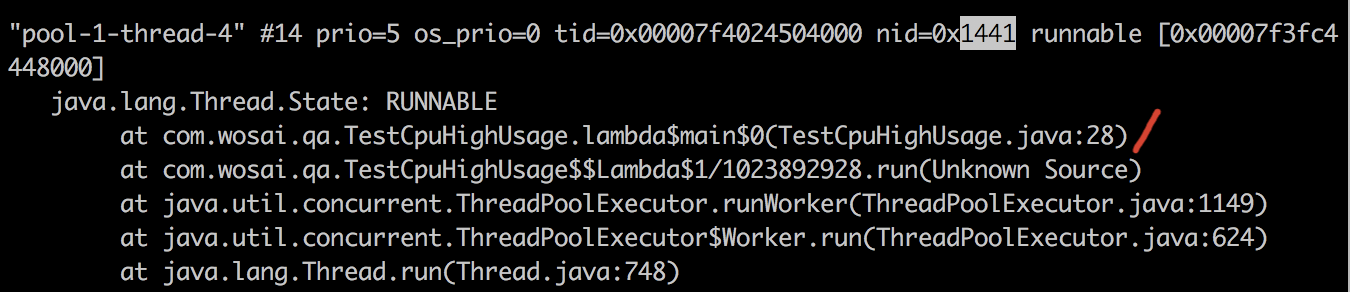 "pool-1-thread-4" #14 prio=5 os_prio=0 tid=0x00007f4024504000 nid=0x1441 runnable [0x00007f3fc4
448000]
   java.lang.Thread.State: RUNNABLE
        at com.wosai.qa.TestCpuHighUsage.lambda$main$0(TestCpuHighUsage.java:28)
        at com.wosai.qa.TestCpuHighUsage$$Lambda$1/1023892928.run(Unknown Source)
        at java.util.concurrent.ThreadPoolExecutor.runWorker(ThreadPoolExecutor.java:1149)
        at java.util.concurrent.ThreadPoolExecutor$Worker.run(ThreadPoolExecutor.java:624)
        at java.lang.Thread.run(Thread.java:748)